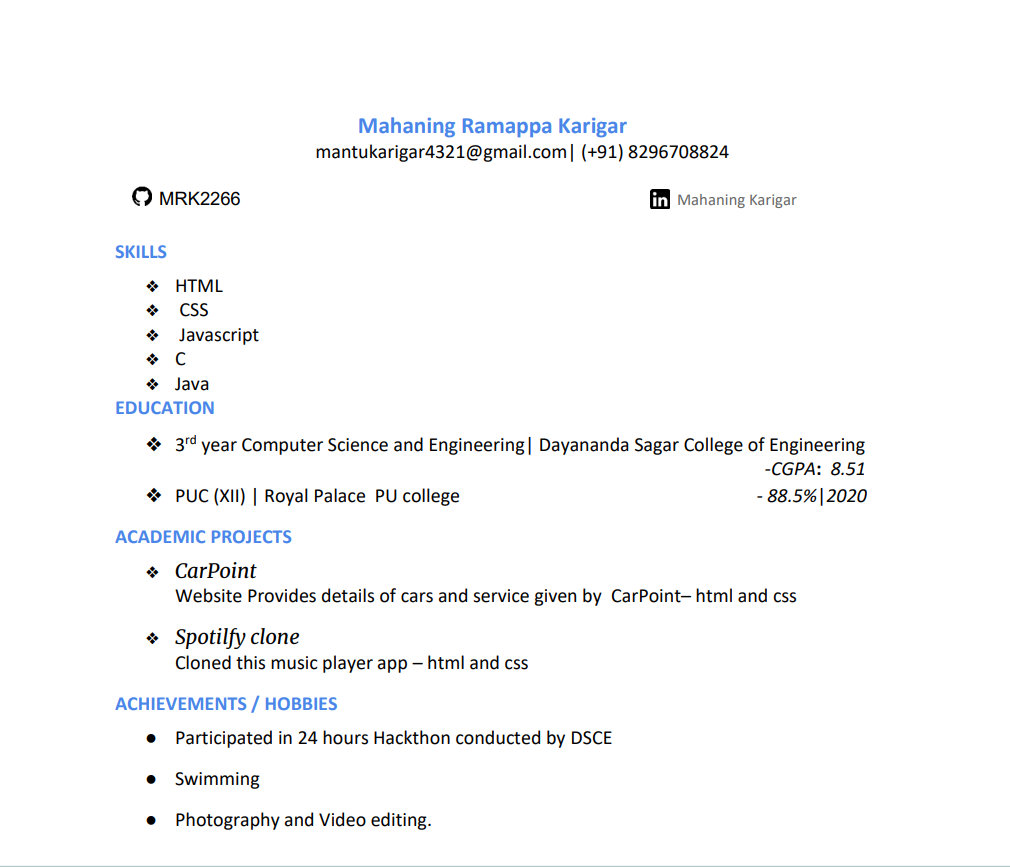 Mahaning Ramappa Karigar
mantukarigar4321@gmail.com| (+91) 8296708824
MRK2266
in Mahaning Karigar
SKILLS
❖ HTML
❖ CSS
❖ Javascript
❖ C
❖ Java
EDUCATION
❖ 3rd year Computer Science and Engineering| Dayananda Sagar College of Engineering
-CGPA: 8.51
❖ PUC (XII) | Royal Palace PU college - 88.5%|2020
ACADEMIC PROJECTS
❖ CarPoint
Website Provides details of cars and service given by CarPoint– html and css
❖ Spotilfy clone
Cloned this music player app – html and css
ACHIEVEMENTS / HOBBIES
● Participated in 24 hours Hackthon conducted by DSCE
● Swimming
● Photography and Video editing.